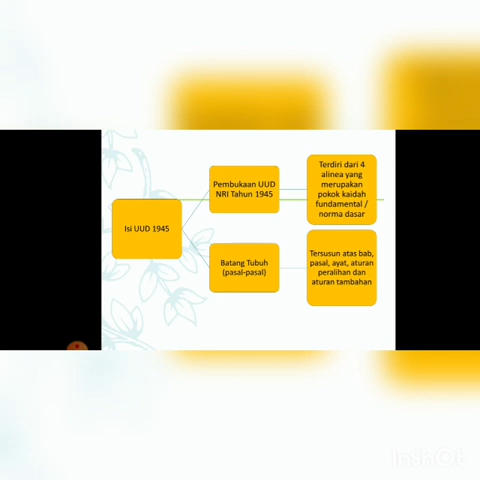 Isi UUD 1945
Pembukaan UUD
NRI Tahun 1945
Terdiri dari 4
alinea yang
merupakan
pokok kaidah
fundamental /
norma dasar
Batang Tubuh
(pasal-pasal)
Tersusun atas bab,
pasal, ayat, aturan
peralihan dan
aturan tambahan
InShOt